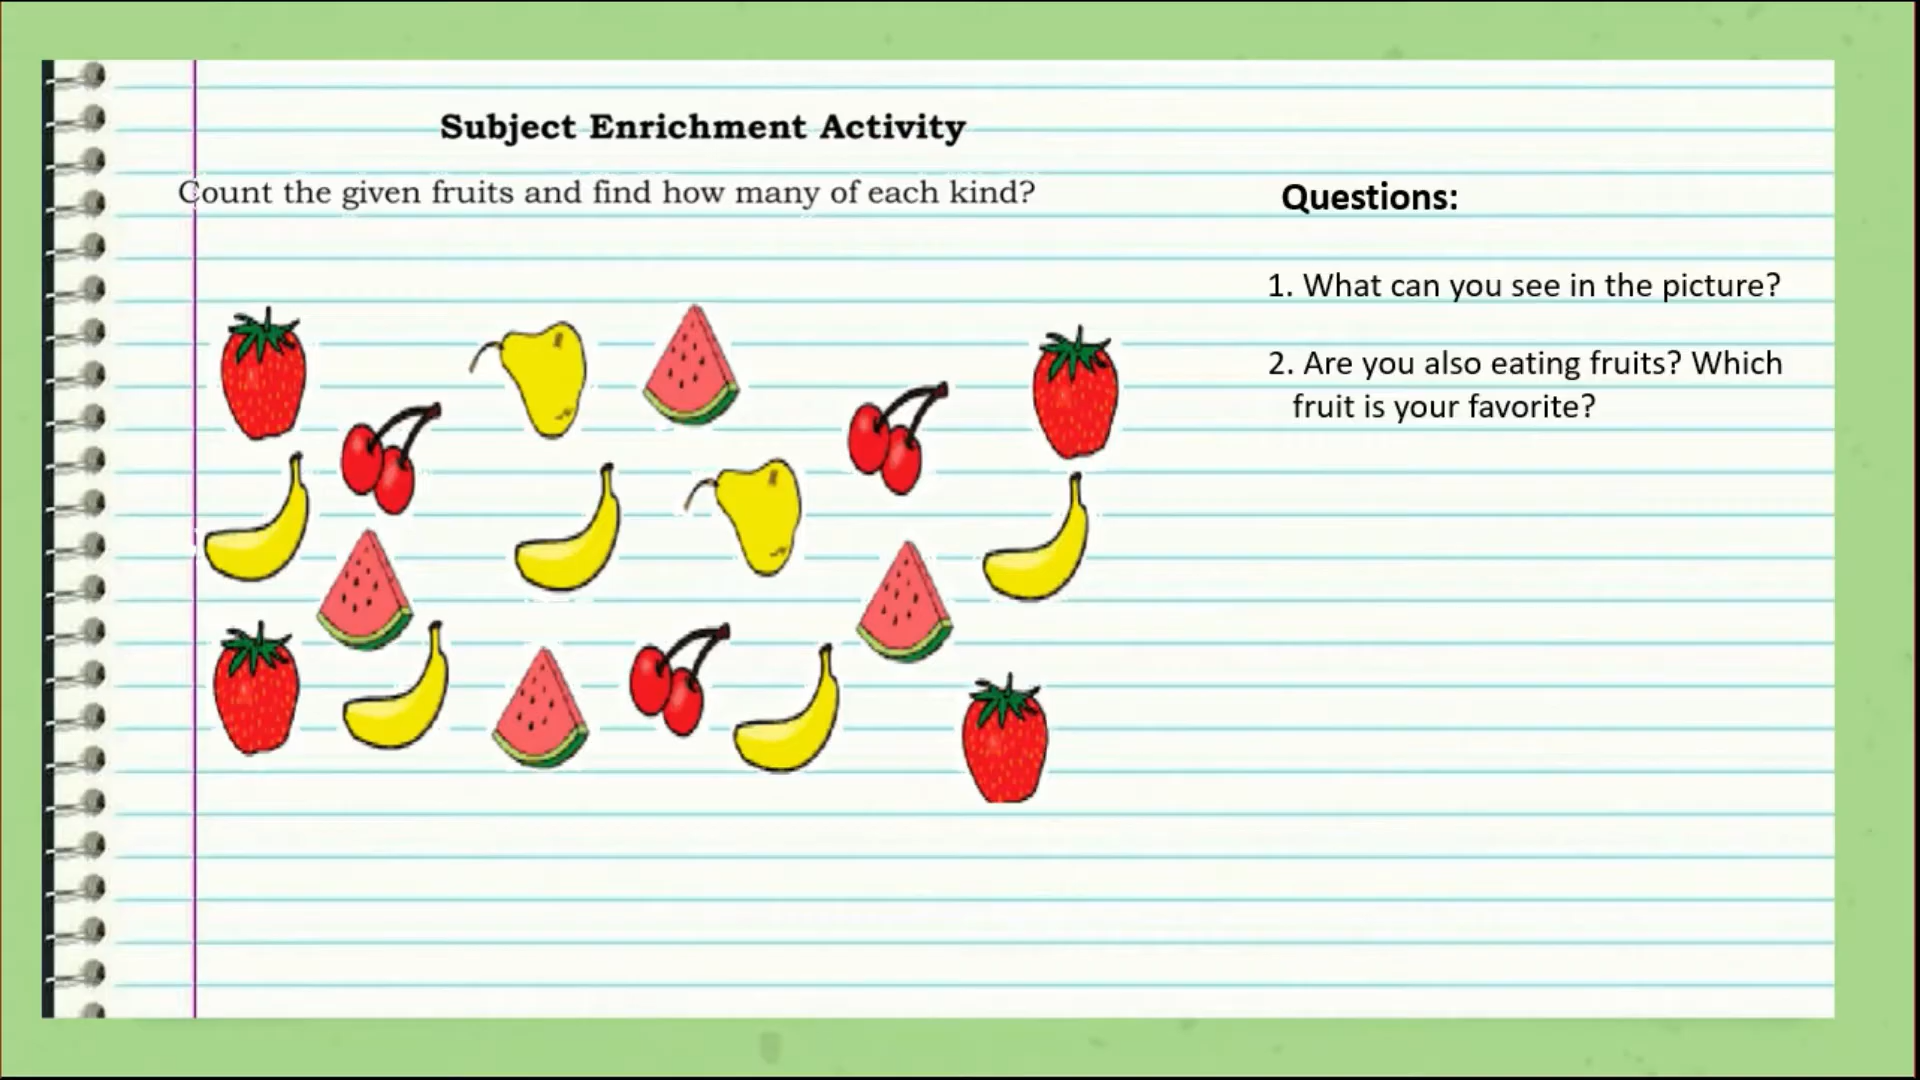 Subject Enrichment Activity
Count the given fruits and find how many of each kind?
Questions:
1. What can you see in the picture?
2. Are you also eating fruits? Which
fruit is your favorite?